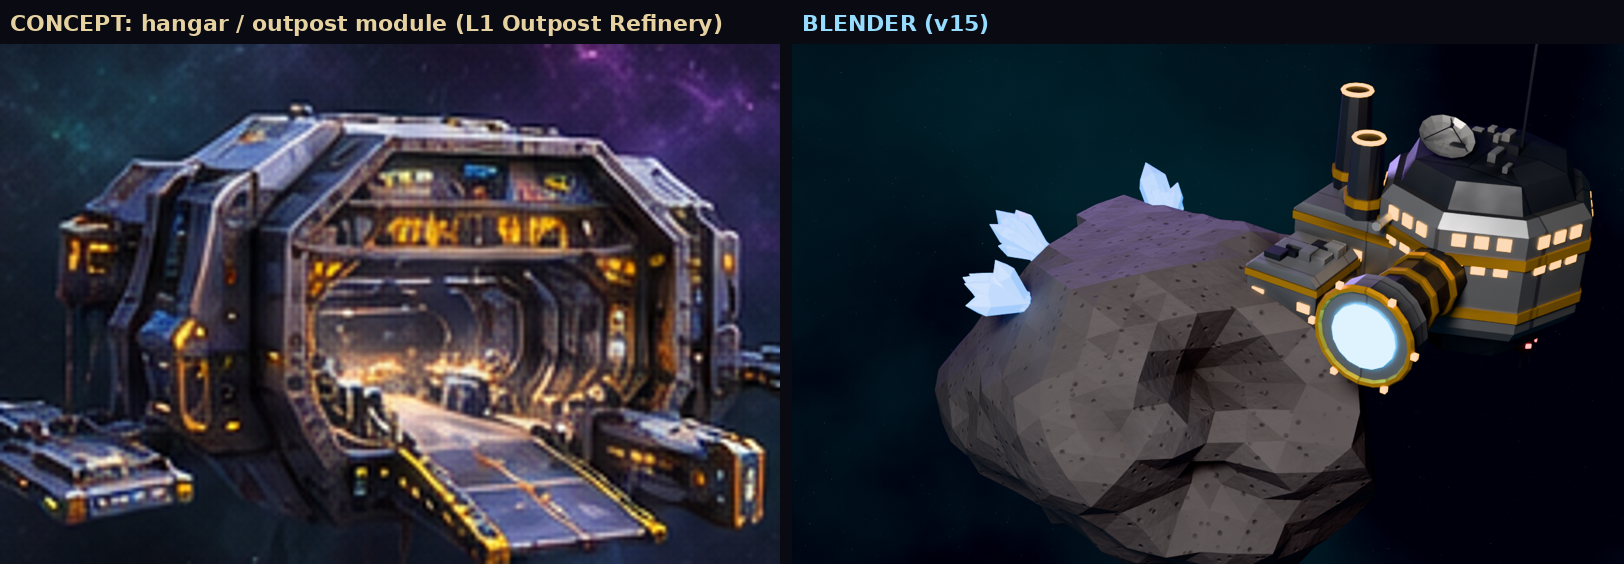 CONCEPT: hangar / outpost module (L1 Outpost Refinery)
BLENDER (v15)